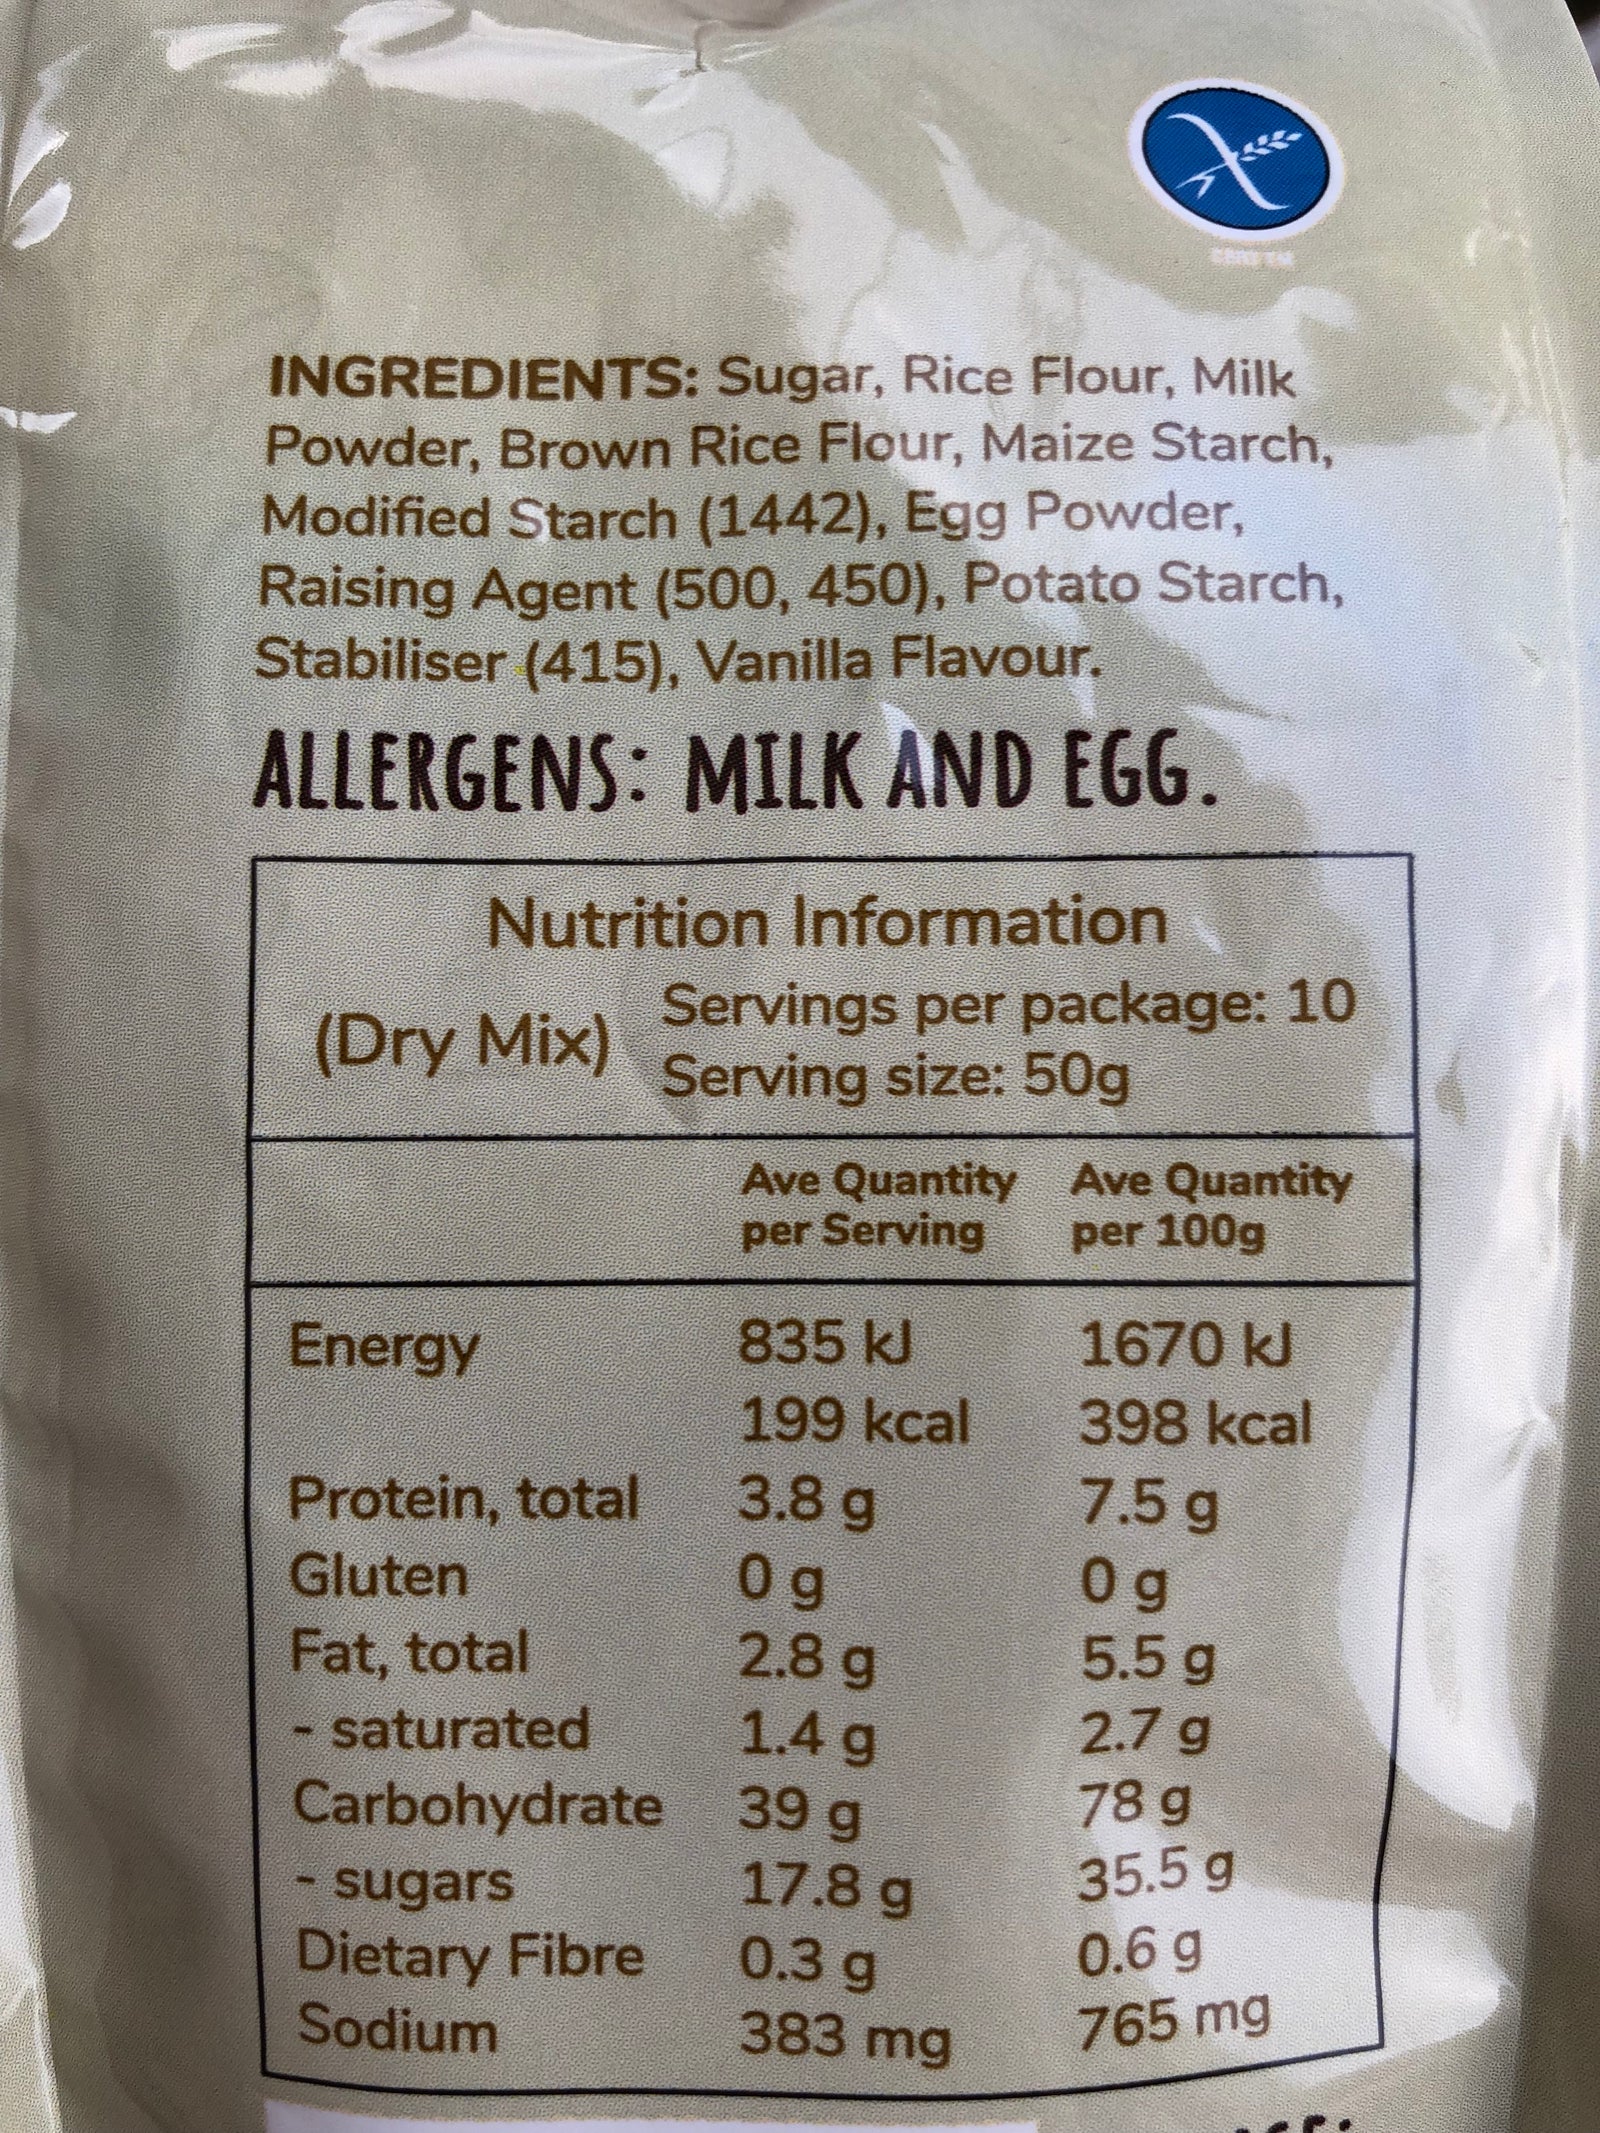 INGREDIENTS: Sugar, Rice Flour, Milk
Powder, Brown Rice Flour, Maize Starch,
Modified Starch (1442), Egg Powder,
Raising Agent (500, 450), Potato Starch,
Stabiliser (415), Vanilla Flavour.
ALLERGENS: MILK AND EGG.
Nutrition Information
(Dry Mix)
Servings per package: 10
Serving size: 50g
Ave Quantity per Serving Ave Quantity per 100g
Energy 835 kJ 1670 kJ
199 kcal 398 kcal
Protein, total 3.8 g 7.5 g
Gluten 0 g 0 g
Fat, total 2.8 g 5.5 g
- saturated 1.4 g 2.7 g
Carbohydrate 39 g 78 g
- sugars 17.8 g 35.5 g
Dietary Fibre 0.3 g 0.6 g
Sodium 383 mg 765 mg